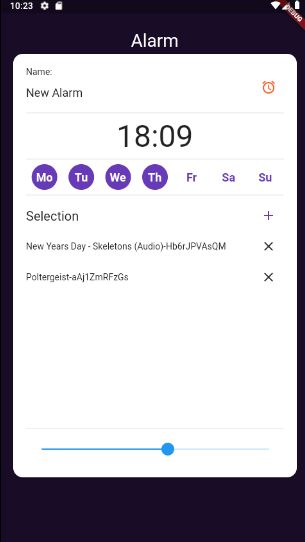 10:23
DEBUG
Alarm
Name:
New Alarm
18:09
Mo Tu We Th Fr Sa Su
Selection
New Years Day - Skeletons (Audio)-Hb6rJPVAsQM
Poltergeist-aAj1ZmRFzGs